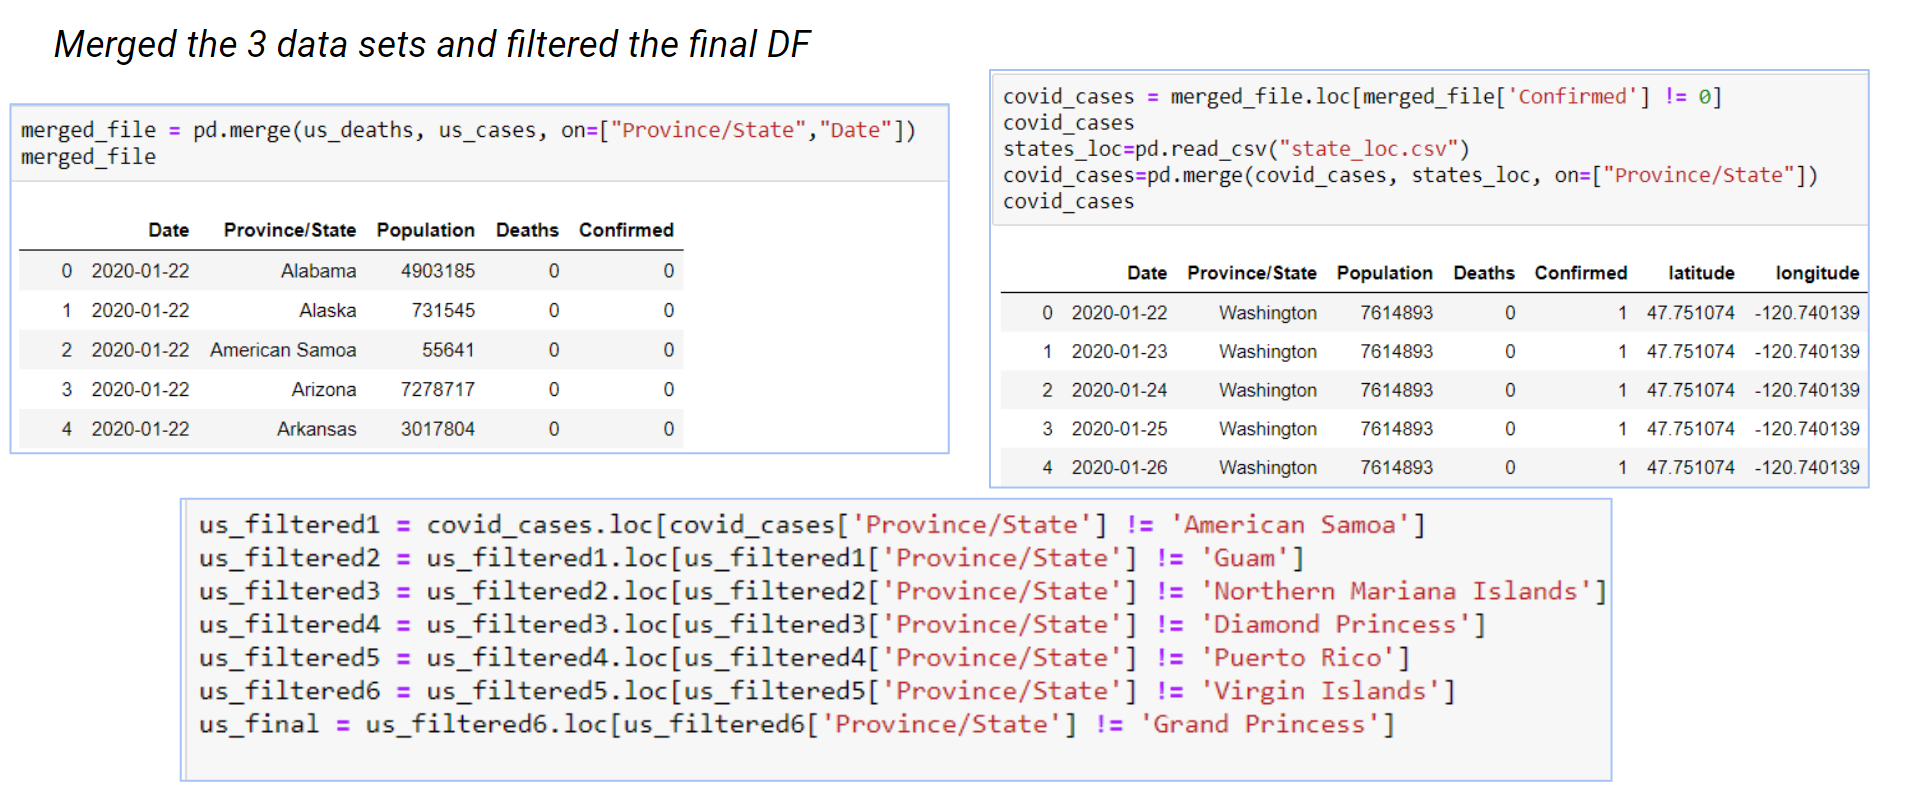 Merged the 3 data sets and filtered the final DF
merged_file = pd.merge(us_deaths, us_cases, on=["Province/State","Date"])
merged_file
Date Province/State Population Deaths Confirmed
0 2020-01-22 Alabama 4903185 0 0
1 2020-01-22 Alaska 731545 0 0
2 2020-01-22 American Samoa 55641 0 0
3 2020-01-22 Arizona 7278717 0 0
4 2020-01-22 Arkansas 3017804 0 0
covid_cases = merged_file.loc[merged_file['Confirmed'] != 0]
covid_cases
states_loc=pd.read_csv("state_loc.csv")
covid_cases=pd.merge(covid_cases, states_loc, on=["Province/State"])
covid_cases
Date Province/State Population Deaths Confirmed latitude longitude
0 2020-01-22 Washington 7614893 0 1 47.751074 -120.740139
1 2020-01-23 Washington 7614893 0 1 47.751074 -120.740139
2 2020-01-24 Washington 7614893 0 1 47.751074 -120.740139
3 2020-01-25 Washington 7614893 0 1 47.751074 -120.740139
4 2020-01-26 Washington 7614893 0 1 47.751074 -120.740139
us_filtered1 = covid_cases.loc[covid_cases['Province/State'] != 'American Samoa']
us_filtered2 = us_filtered1.loc[us_filtered1['Province/State'] != 'Guam']
us_filtered3 = us_filtered2.loc[us_filtered2['Province/State'] != 'Northern Mariana Islands']
us_filtered4 = us_filtered3.loc[us_filtered3['Province/State'] != 'Diamond Princess']
us_filtered5 = us_filtered4.loc[us_filtered4['Province/State'] != 'Puerto Rico']
us_filtered6 = us_filtered5.loc[us_filtered5['Province/State'] != 'Virgin Islands']
us_final = us_filtered6.loc[us_filtered6['Province/State'] != 'Grand Princess']